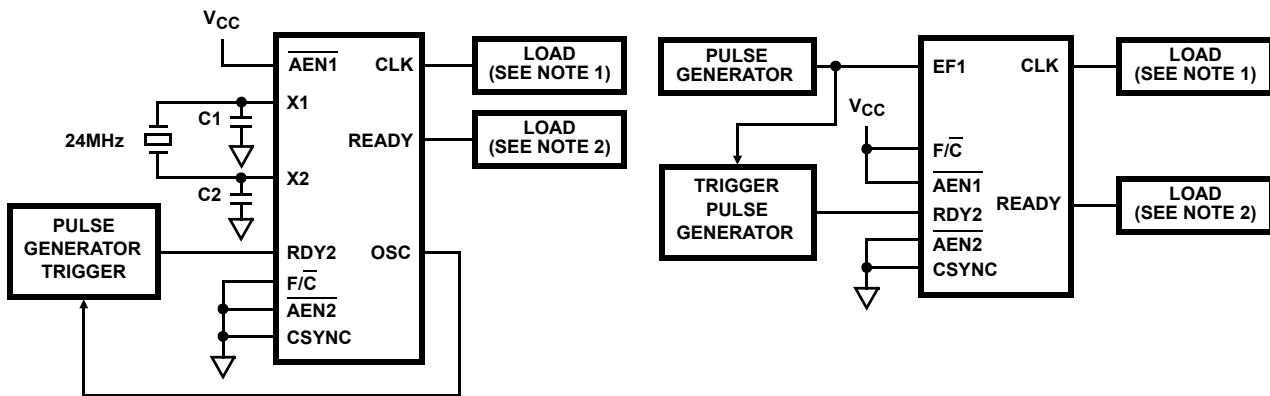 VCC
AEN1
CLK
LOAD
(SEE NOTE 1)
X1
C1
24MHz
READY
LOAD
(SEE NOTE 2)
X2
C2
PULSE
GENERATOR
TRIGGER
RDY2
OSC
F/C
AEN2
CSYNC
PULSE
GENERATOR
EF1
CLK
LOAD
(SEE NOTE 1)
VCC
F/C
TRIGGER
PULSE
GENERATOR
AEN1
RDY2
READY
LOAD
(SEE NOTE 2)
AEN2
CSYNC